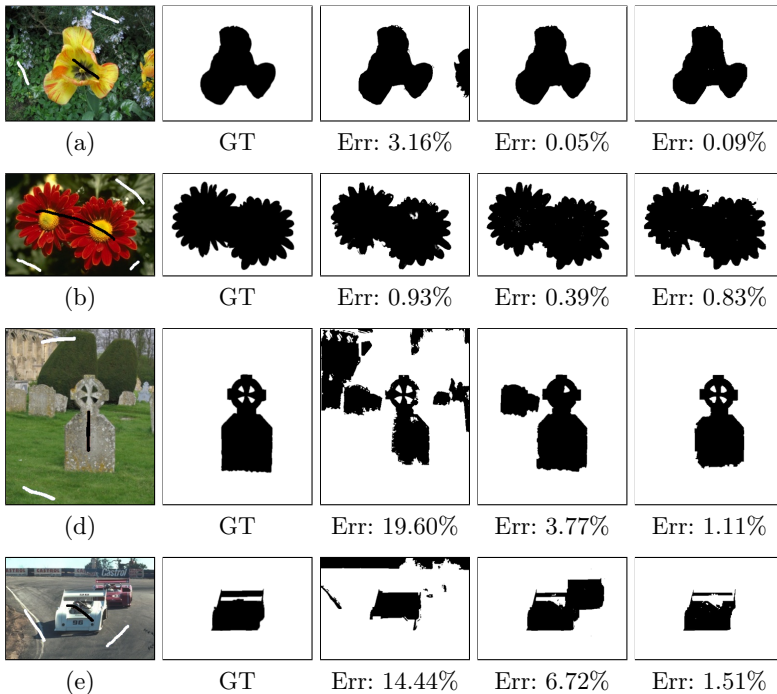 (a) GT Err: 3.16% Err: 0.05% Err: 0.09%
(b) GT Err: 0.93% Err: 0.39% Err: 0.83%
(d) GT Err: 19.60% Err: 3.77% Err: 1.11%
Castrol
96
(e) GT Err: 14.44% Err: 6.72% Err: 1.51%